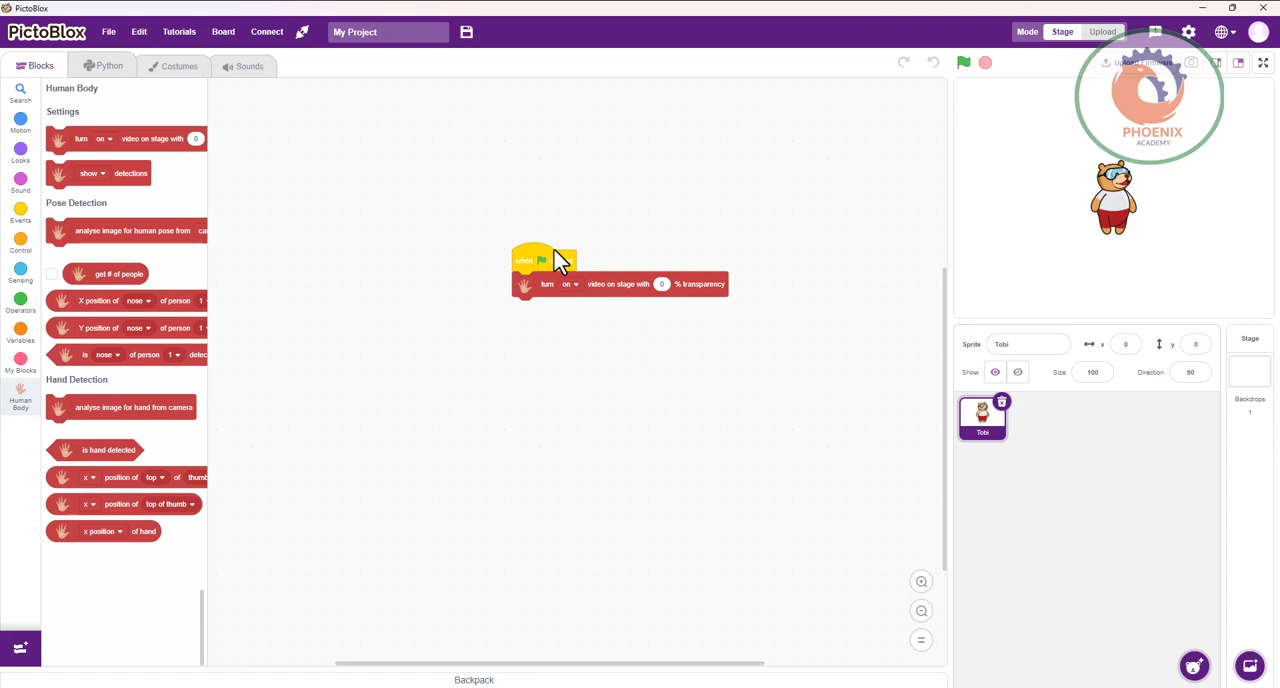 PictoBlox
PictoBlox File Edit Tutorials Board Connect My Project Mode Stage Upload
Blocks Python Costumes Sounds Upload Firmware
Search
Motion
Looks
Sound
Events
Control
Sensing
Operators
Variables
My Blocks
Human
Body
Human Body
Settings
turn on video on stage with 0
show detections
Pose Detection
analyse image for human pose from
get # of people
X position of nose of person 1
Y position of nose of person 1
is nose of person 1
Hand Detection
analyse image for hand from camera
is hand detected
x position of top of
x position of top of thumb
x position of hand
when
turn on video on stage with 0 % transparency
PHOENIX
ACADEMY
Sprite Tobi x 0 y 0
Show Size 100 Direction 90
Tobi
Stage
Backdrops
1
Backpack